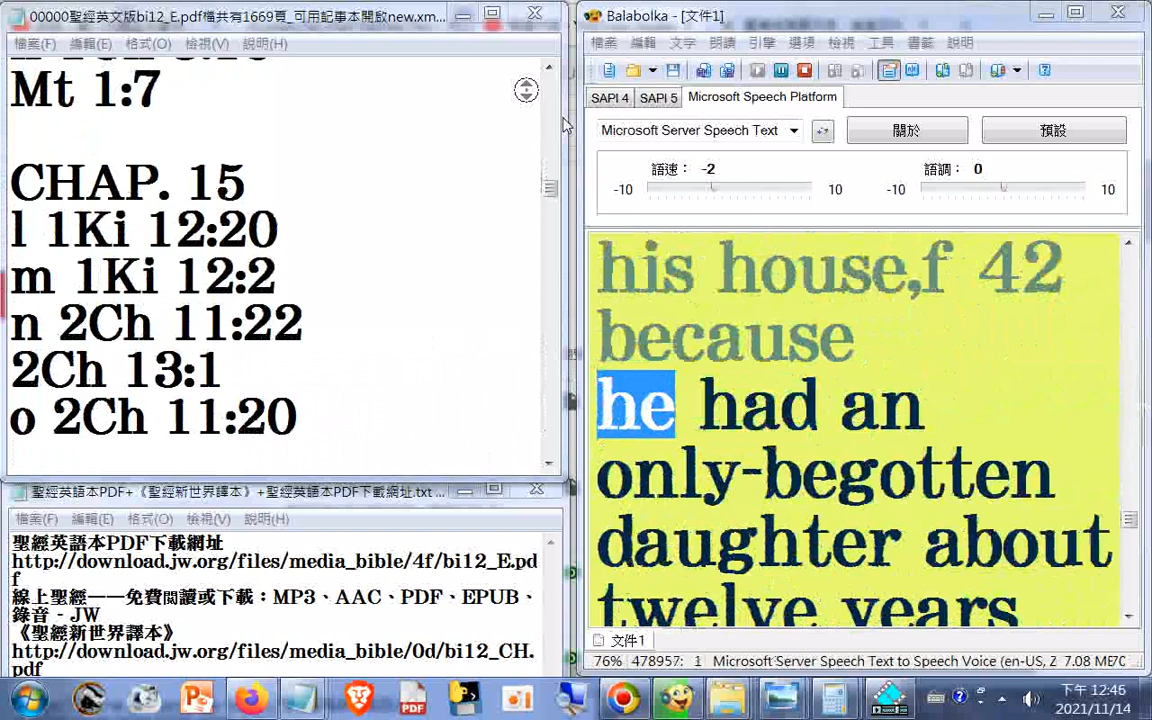 00000聖經英文版bi12_E.pdf檔共有1669頁_可用記事本開啟new.xm...
檔案(F) 編輯(E) 格式(O) 檢視(V) 說明(H)
Mt 1:7
CHAP. 15
l 1Ki 12:20
m 1Ki 12:2
n 2Ch 11:22
2Ch 13:1
o 2Ch 11:20
聖經英語本PDF+《聖經新世界譯本》+聖經英語本PDF下載網址.txt ...
檔案(F) 編輯(E) 格式(O) 檢視(V) 說明(H)
聖經英語本PDF下載網址
http://download.jw.org/files/media_bible/4f/bi12_E.pd
f
線上聖經——免費閱讀或下載：MP3、AAC、PDF、EPUB、
錄音 - JW
《聖經新世界譯本》
http://download.jw.org/files/media_bible/0d/bi12_CH.
pdf
Balabolka - [文件1]
檔案 編輯 文字 朗讀 引擎 選項 檢視 工具 書籤 說明
SAPI 4 SAPI 5 Microsoft Speech Platform
Microsoft Server Speech Text 關於 預設
語速： -2 語調： 0
-10 10 -10 10
his house,f 42
because
he had an
only-begotten
daughter about
twelve years
文件1
76% 478957: 1 Microsoft Server Speech Text to Speech Voice (en-US, Z 7.08 ME
PDF
下午 12:46
2021/11/14